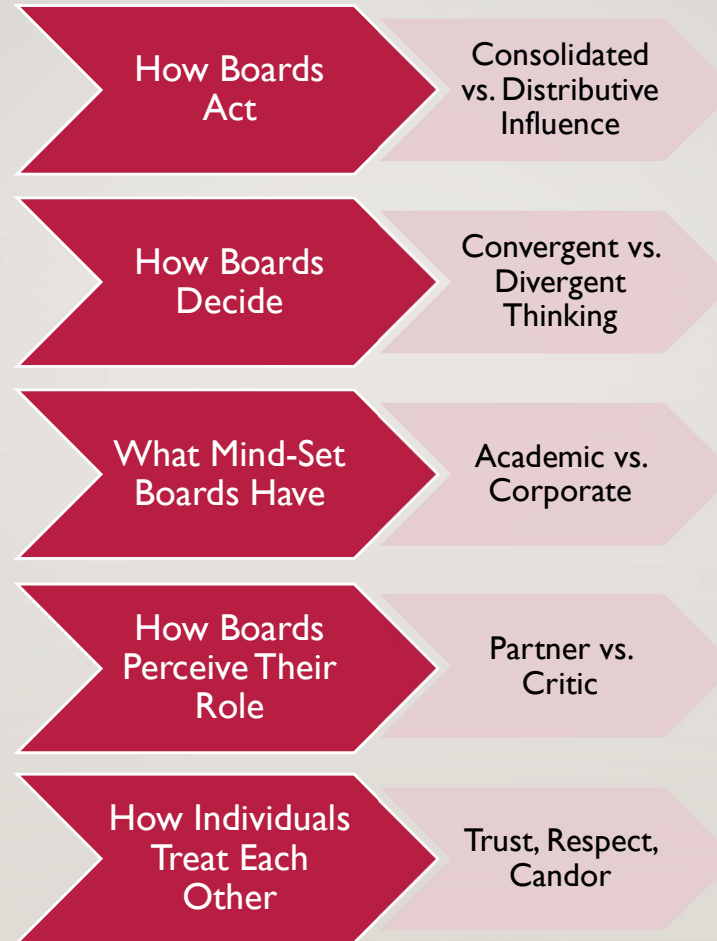 How Boards
Act
Consolidated
vs. Distributive
Influence
How Boards
Decide
Convergent vs.
Divergent
Thinking
What Mind-Set
Boards Have
Academic vs.
Corporate
How Boards
Perceive Their
Role
Partner vs.
Critic
How Individuals
Treat Each
Other
Trust, Respect,
Candor